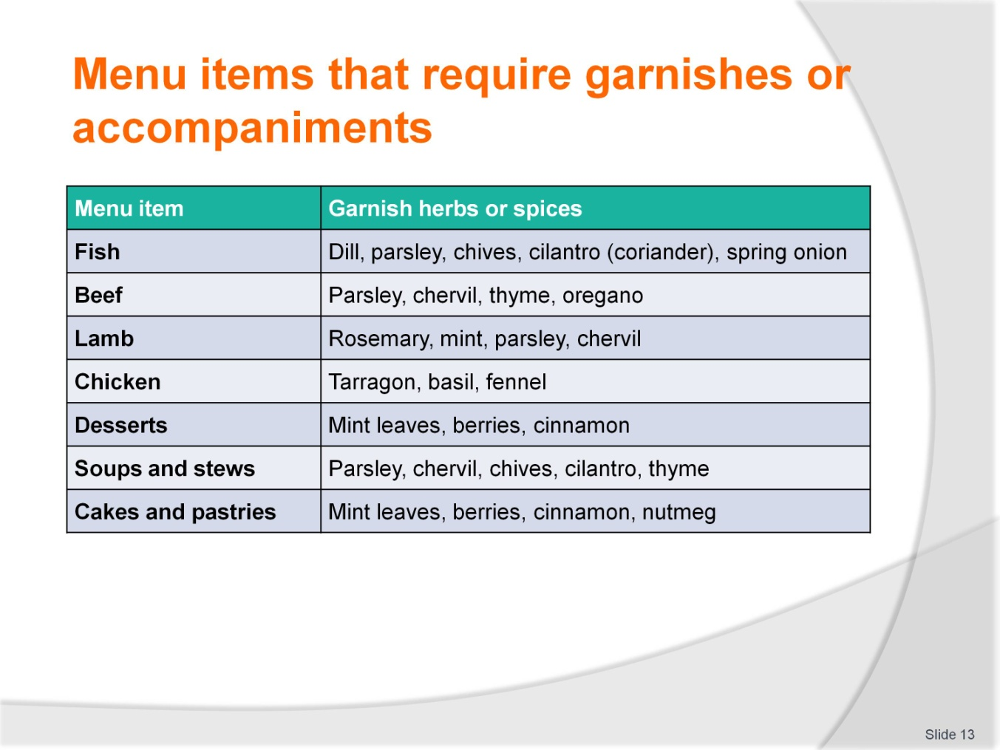 Menu items that require garnishes or
accompaniments
Menu item Garnish herbs or spices
Fish Dill, parsley, chives, cilantro (coriander), spring onion
Beef Parsley, chervil, thyme, oregano
Lamb Rosemary, mint, parsley, chervil
Chicken Tarragon, basil, fennel
Desserts Mint leaves, berries, cinnamon
Soups and stews Parsley, chervil, chives, cilantro, thyme
Cakes and pastries Mint leaves, berries, cinnamon, nutmeg
Slide 13